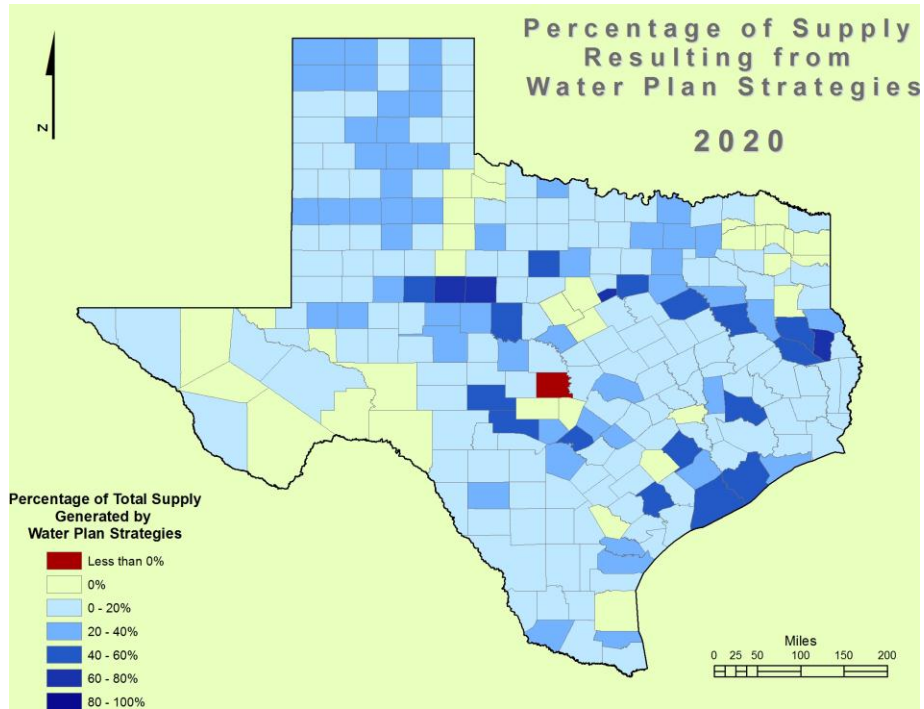 Percentage of Supply
Resulting from
Water Plan Strategies
2020
N
Percentage of Total Supply
Generated by
Water Plan Strategies
Less than 0%
0%
0 - 20%
20 - 40%
40 - 60%
60 - 80%
80 - 100%
Miles
0 25 50 100 150 200